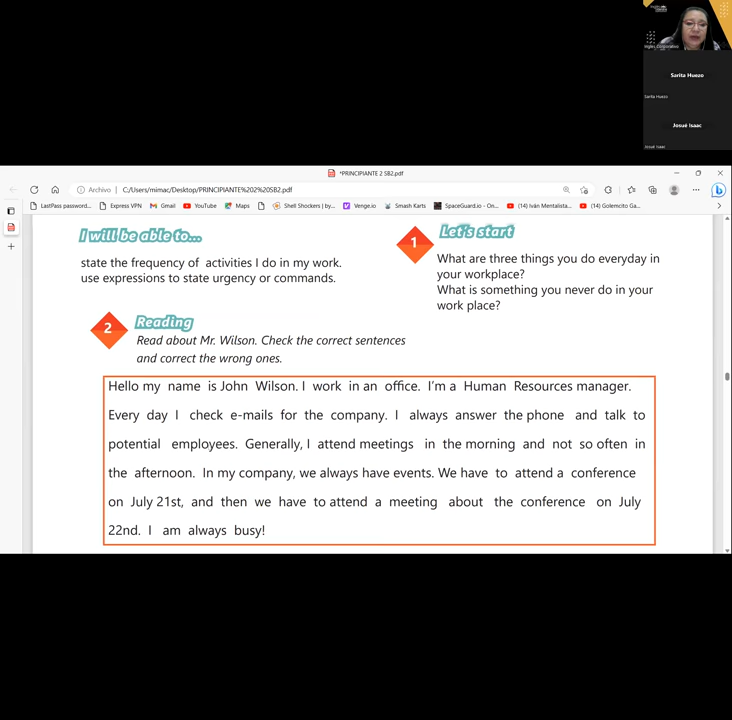 Inglés Corporativo
Sarita Huezo
Sarita Huezo
Josué Isaac
Josué Isaac
*PRINCIPIANTE 2 SB2.pdf
Archivo | C:/Users/mimac/Desktop/PRINCIPIANTE%202%20SB2.pdf
LastPass password... Express VPN Gmail YouTube Maps Shell Shockers | by... Venge.io Smash Karts SpaceGuard.io - On... (14) Iván Mentalista... (14) Golemcito Ga...
I will be able to...
state the frequency of activities I do in my work.
use expressions to state urgency or commands.
1 Let's start
What are three things you do everyday in
your workplace?
What is something you never do in your
work place?
2 Reading
Read about Mr. Wilson. Check the correct sentences
and correct the wrong ones.
Hello my name is John Wilson. I work in an office. I'm a Human Resources manager.
Every day I check e-mails for the company. I always answer the phone and talk to
potential employees. Generally, I attend meetings in the morning and not so often in
the afternoon. In my company, we always have events. We have to attend a conference
on July 21st, and then we have to attend a meeting about the conference on July
22nd. I am always busy!